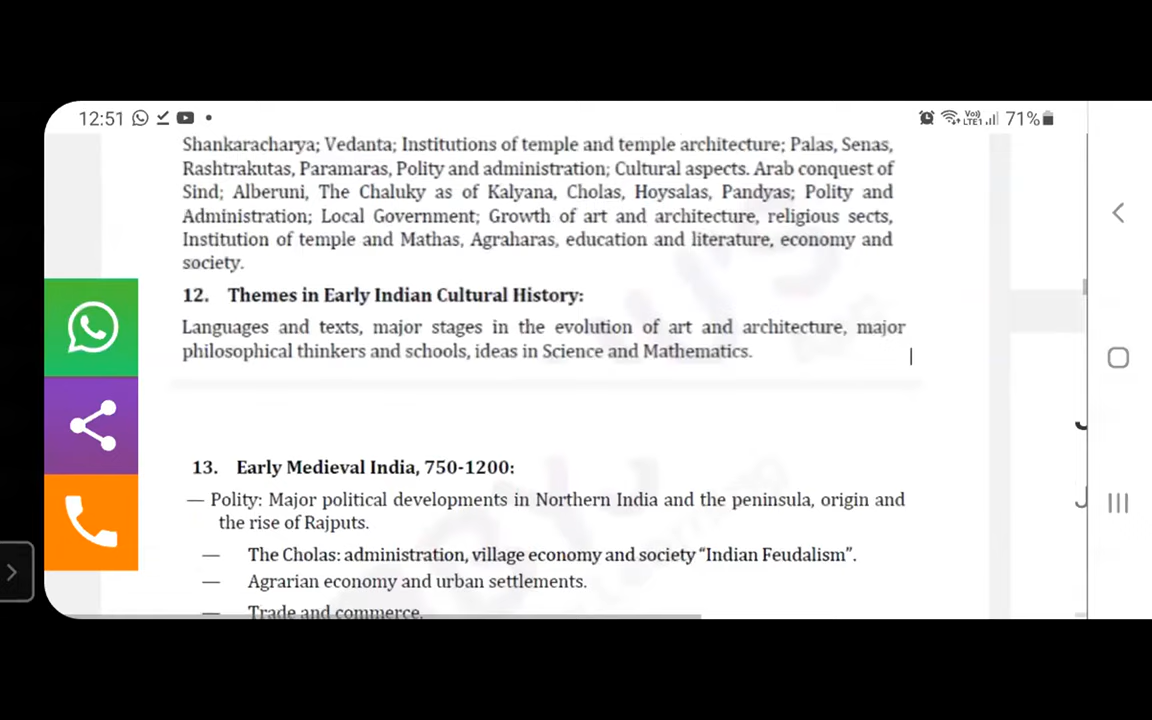 12:51
Voi)
LTE1
71%
Shankaracharya; Vedanta; Institutions of temple and temple architecture; Palas, Senas,
Rashtrakutas, Paramaras, Polity and administration; Cultural aspects. Arab conquest of
Sind; Alberuni, The Chaluky as of Kalyana, Cholas, Hoysalas, Pandyas; Polity and
Administration; Local Government; Growth of art and architecture, religious sects,
Institution of temple and Mathas, Agraharas, education and literature, economy and
society.
12. Themes in Early Indian Cultural History:
Languages and texts, major stages in the evolution of art and architecture, major
philosophical thinkers and schools, ideas in Science and Mathematics.
13. Early Medieval India, 750-1200:
— Polity: Major political developments in Northern India and the peninsula, origin and
the rise of Rajputs.
— The Cholas: administration, village economy and society “Indian Feudalism”.
— Agrarian economy and urban settlements.
— Trade and commerce.